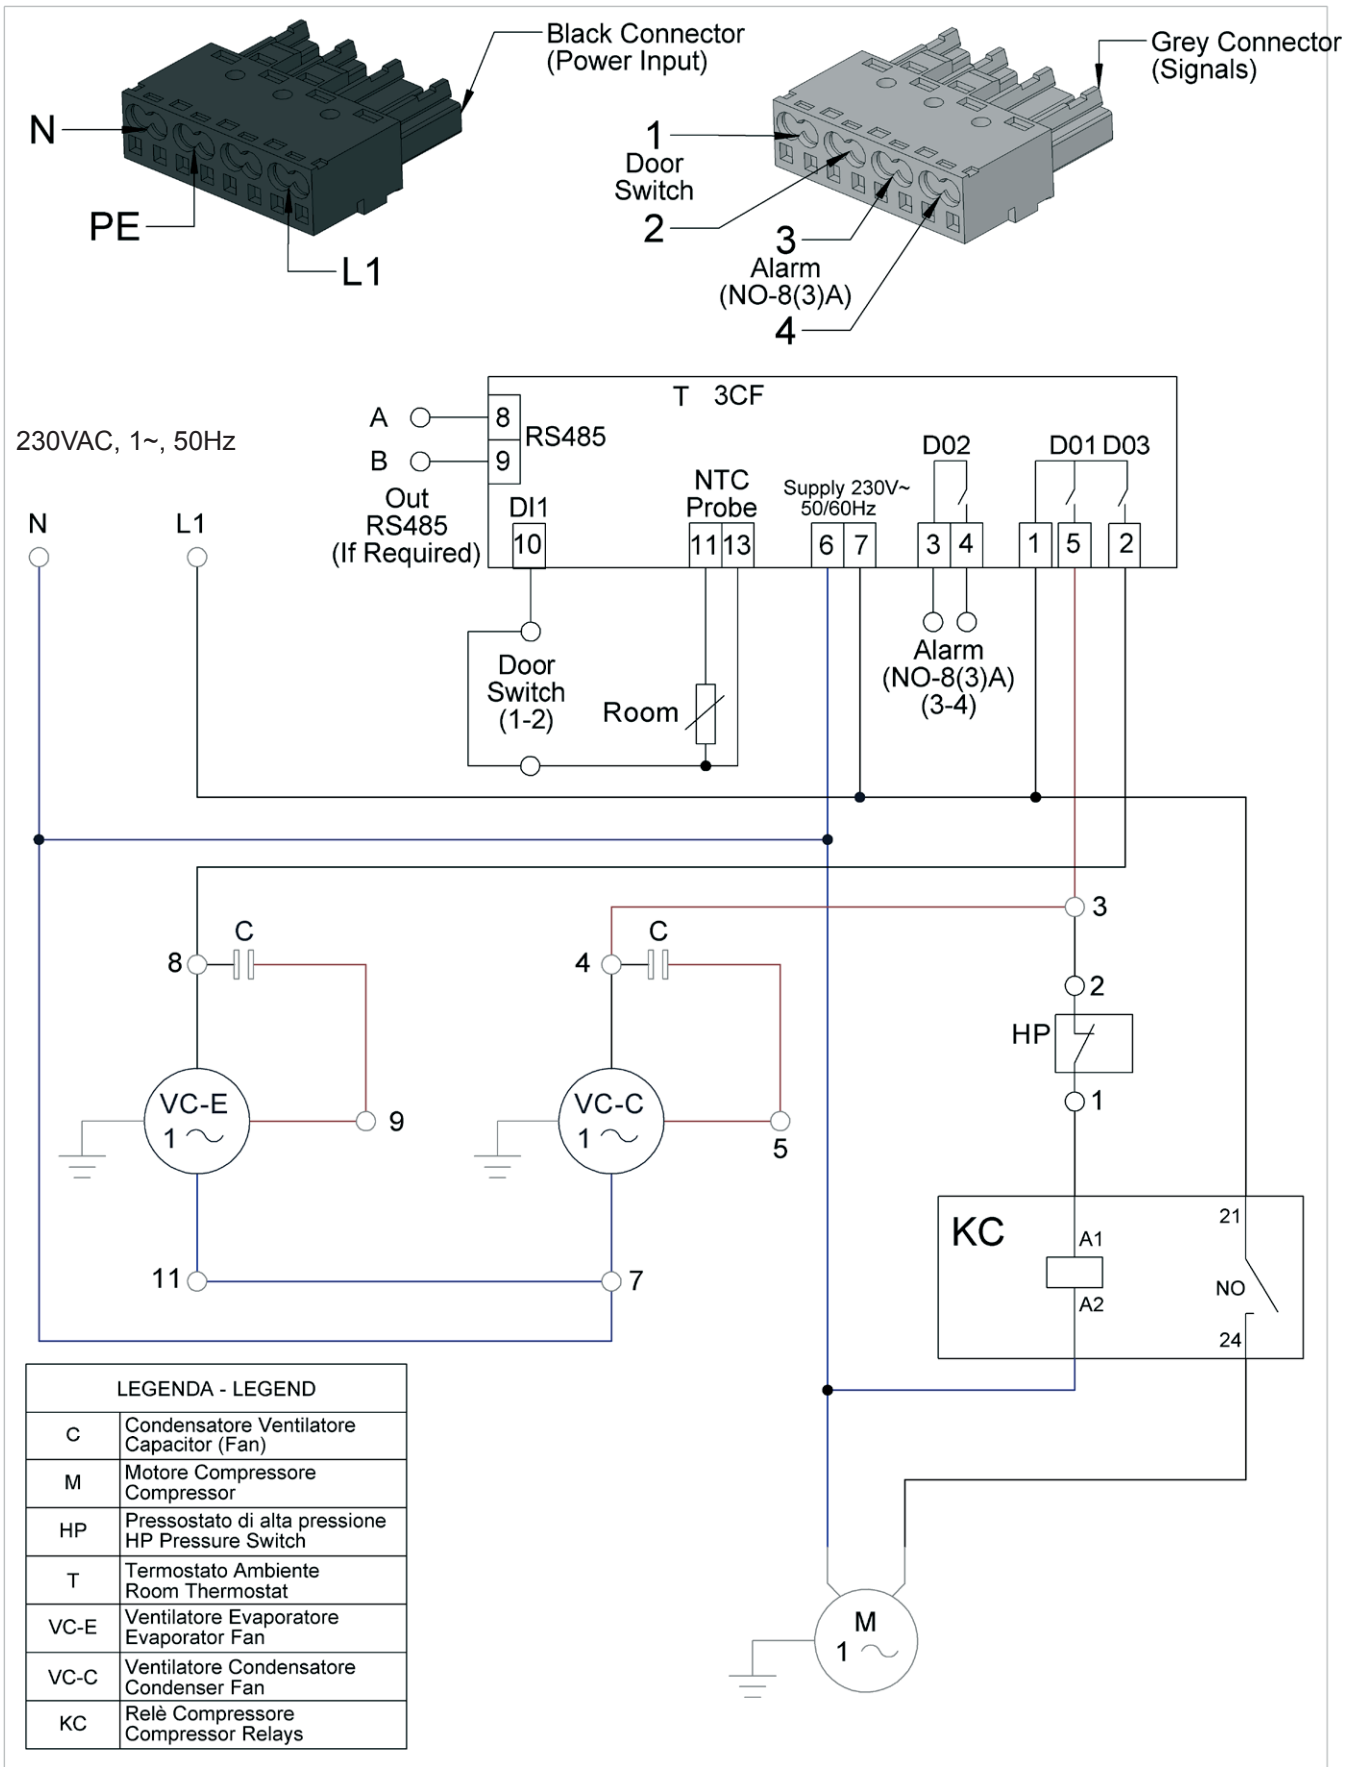 Black Connector
(Power Input)
N
PE
L1
Grey Connector
(Signals)
1
Door
Switch
2
3
Alarm
(NO-8(3)A)
4
230VAC, 1~, 50Hz
N
L1
T 3CF
A
8
RS485
B
9
Out
RS485
(If Required)
DI1
10
NTC
Probe
11 13
Supply 230V~
50/60Hz
6 7
D02
3 4
D01 D03
1 5 2
Door
Switch
(1-2)
Room
Alarm
(NO-8(3)A)
(3-4)
3
C
C
8
4
2
HP
1
VC-E
1
9
VC-C
1
5
KC
21
A1
NO
A2
24
11
7
M
1
LEGENDA - LEGEND
C
Condensatore Ventilatore
Capacitor (Fan)
M
Motore Compressore
Compressor
HP
Pressostato di alta pressione
HP Pressure Switch
T
Termostato Ambiente
Room Thermostat
VC-E
Ventilatore Evaporatore
Evaporator Fan
VC-C
Ventilatore Condensatore
Condenser Fan
KC
Relè Compressore
Compressor Relays